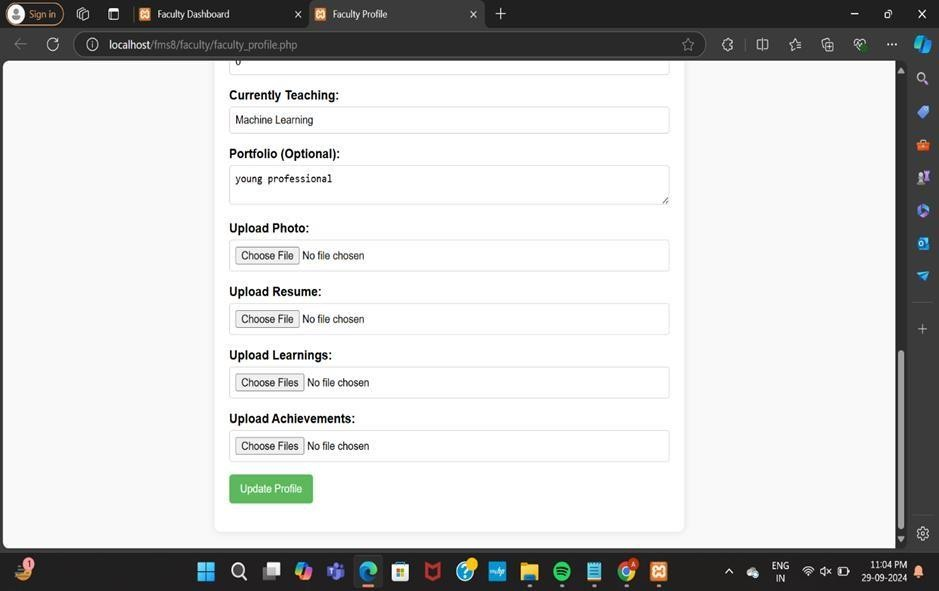 Sign in
Faculty Dashboard
Faculty Profile
localhost/fms8/faculty/faculty_profile.php
0
Currently Teaching:
Machine Learning
Portfolio (Optional):
young professional
Upload Photo:
Choose File No file chosen
Upload Resume:
Choose File No file chosen
Upload Learnings:
Choose Files No file chosen
Upload Achievements:
Choose Files No file chosen
Update Profile
1
ENG
IN
11:04 PM
29-09-2024